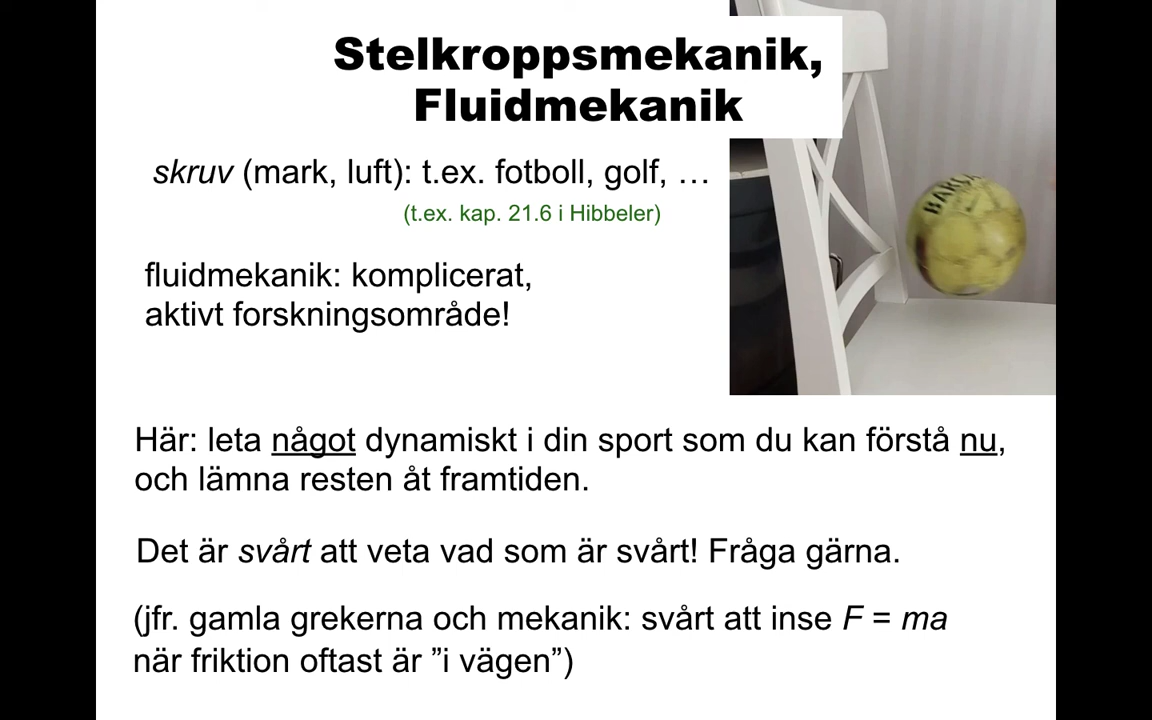 Stelkroppsmekanik,
Fluidmekanik
skruv (mark, luft): t.ex. fotboll, golf, …
(t.ex. kap. 21.6 i Hibbeler)
BARC
fluidmekanik: komplicerat,
aktivt forskningsområde!
Här: leta något dynamiskt i din sport som du kan förstå nu,
och lämna resten åt framtiden.
Det är svårt att veta vad som är svårt! Fråga gärna.
(jfr. gamla grekerna och mekanik: svårt att inse F = ma
när friktion oftast är ”i vägen”)